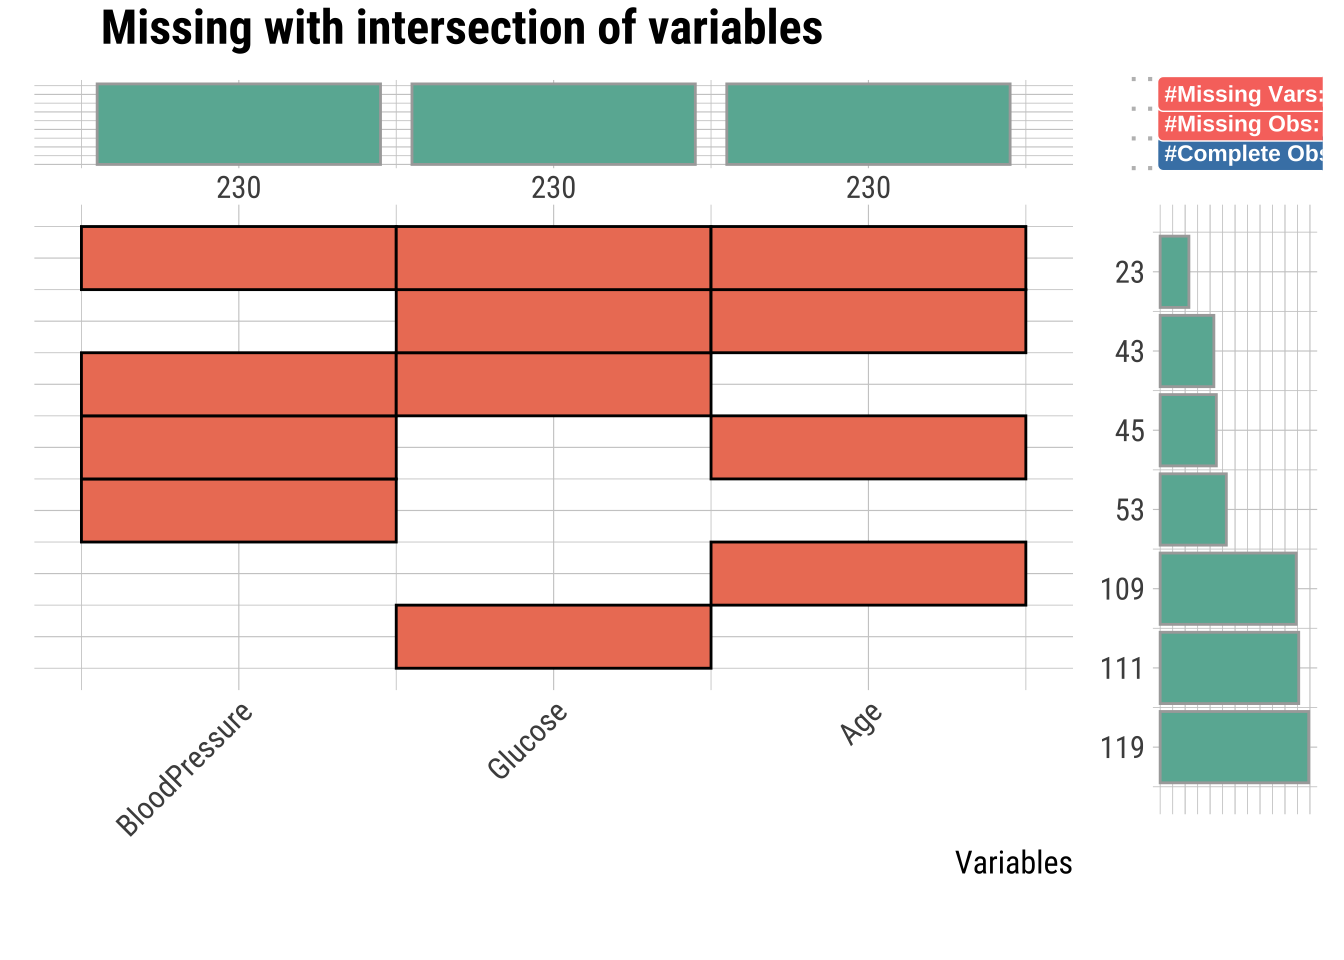 Missing with intersection of variables
#Missing Vars:
#Missing Obs:
#Complete Obs
230 230 230
23
43
45
53
109
111
119
BloodPressure Glucose Age
Variables